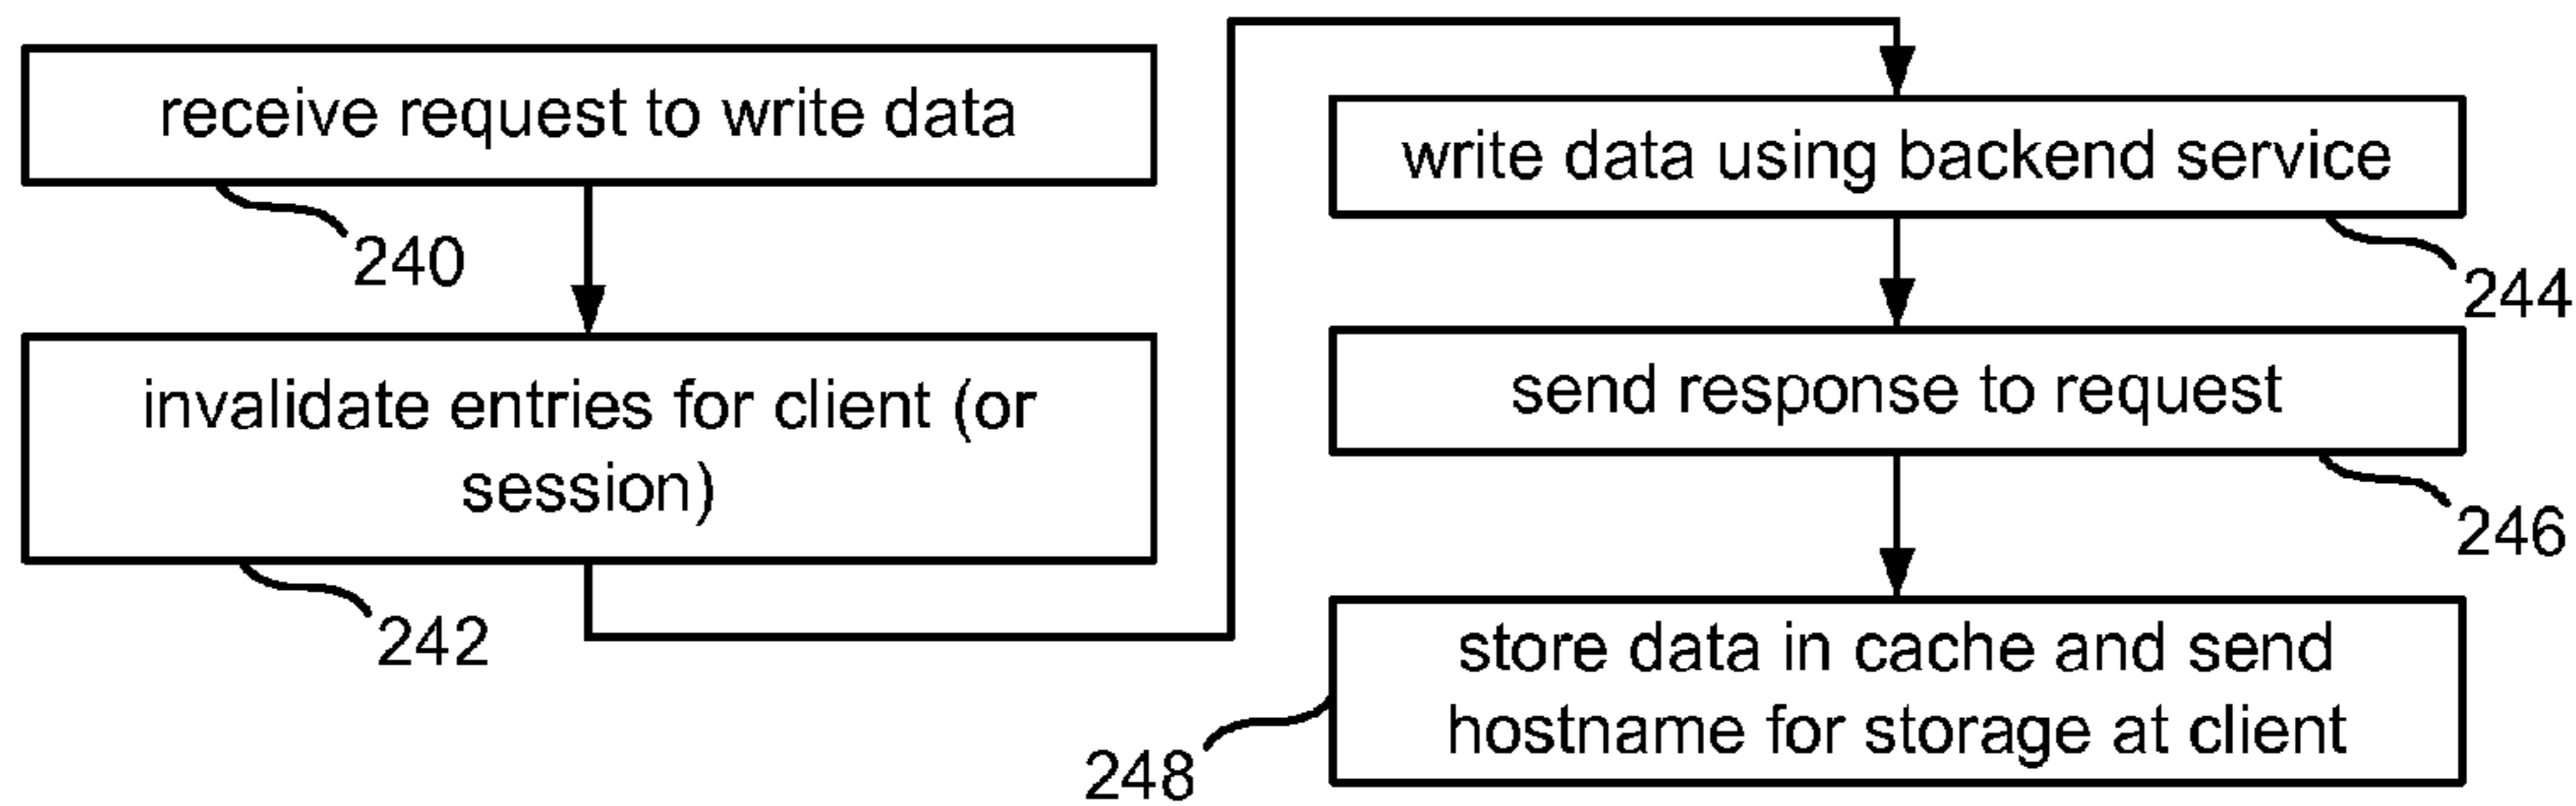 receive request to write data
240
invalidate entries for client (or
session)
242
write data using backend service
244
send response to request
246
store data in cache and send
hostname for storage at client
248